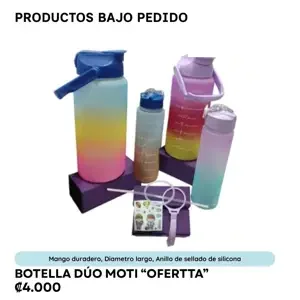 PRODUCTOS BAJO PEDIDO
Mango duradero, Diametro largo, Anillo de sellado de silicona
BOTELLA DÚO MOTI “OFERTTA”
₡4.000